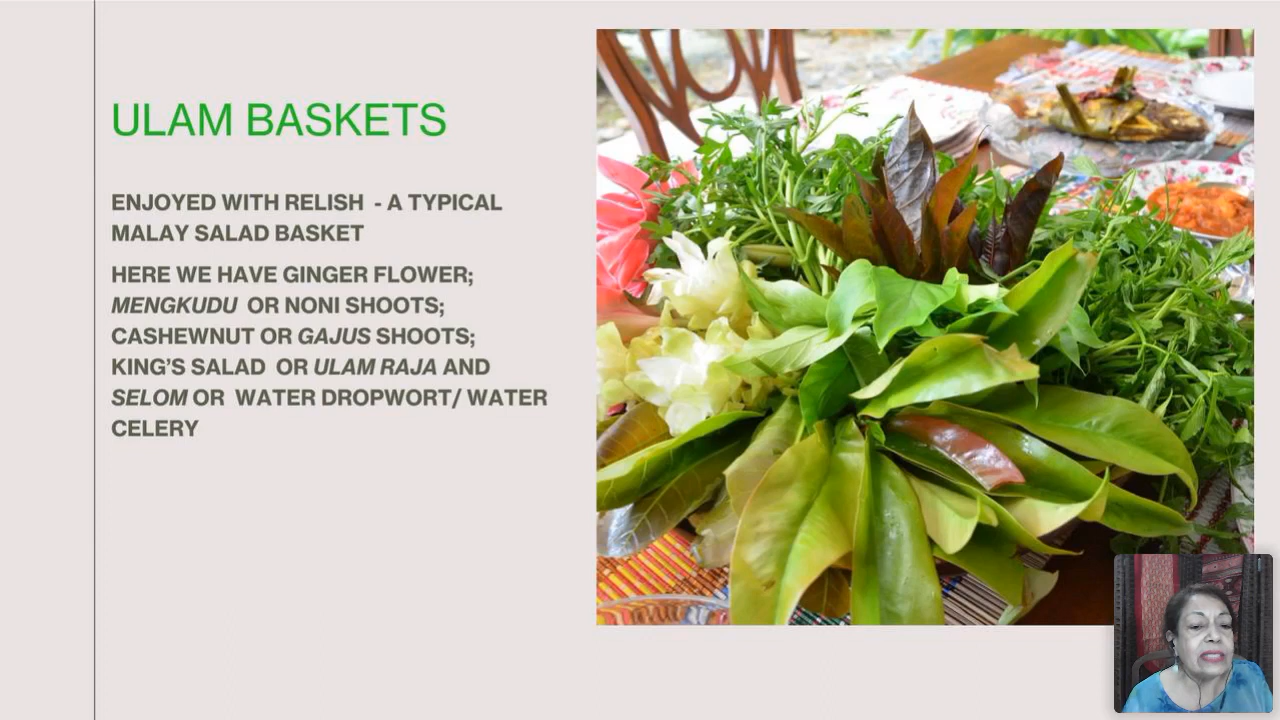 ULAM BASKETS
ENJOYED WITH RELISH - A TYPICAL
MALAY SALAD BASKET
HERE WE HAVE GINGER FLOWER;
MENGKUDU OR NONI SHOOTS;
CASHEWNUT OR GAJUS SHOOTS;
KING'S SALAD OR ULAM RAJA AND
SELOM OR WATER DROPWORT/ WATER
CELERY